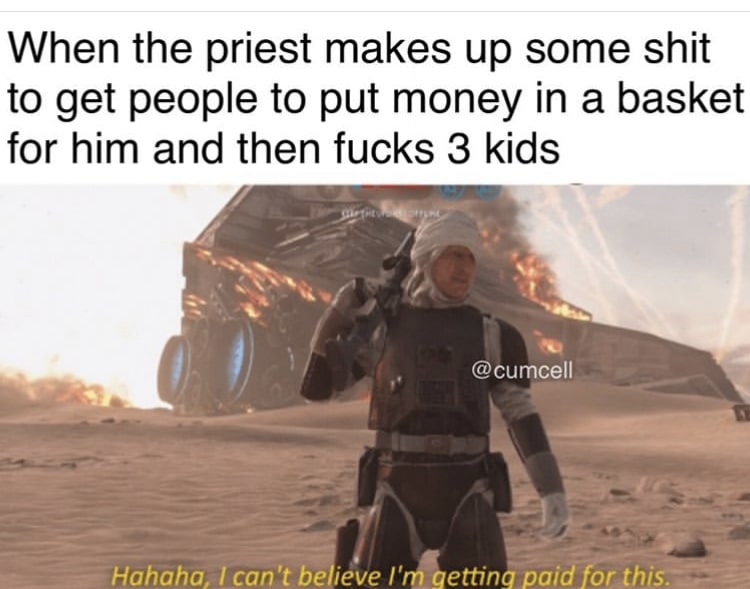 When the priest makes up some shit
to get people to put money in a basket
for him and then fucks 3 kids
@cumcell
Hahaha, I can't believe I'm getting paid for this.